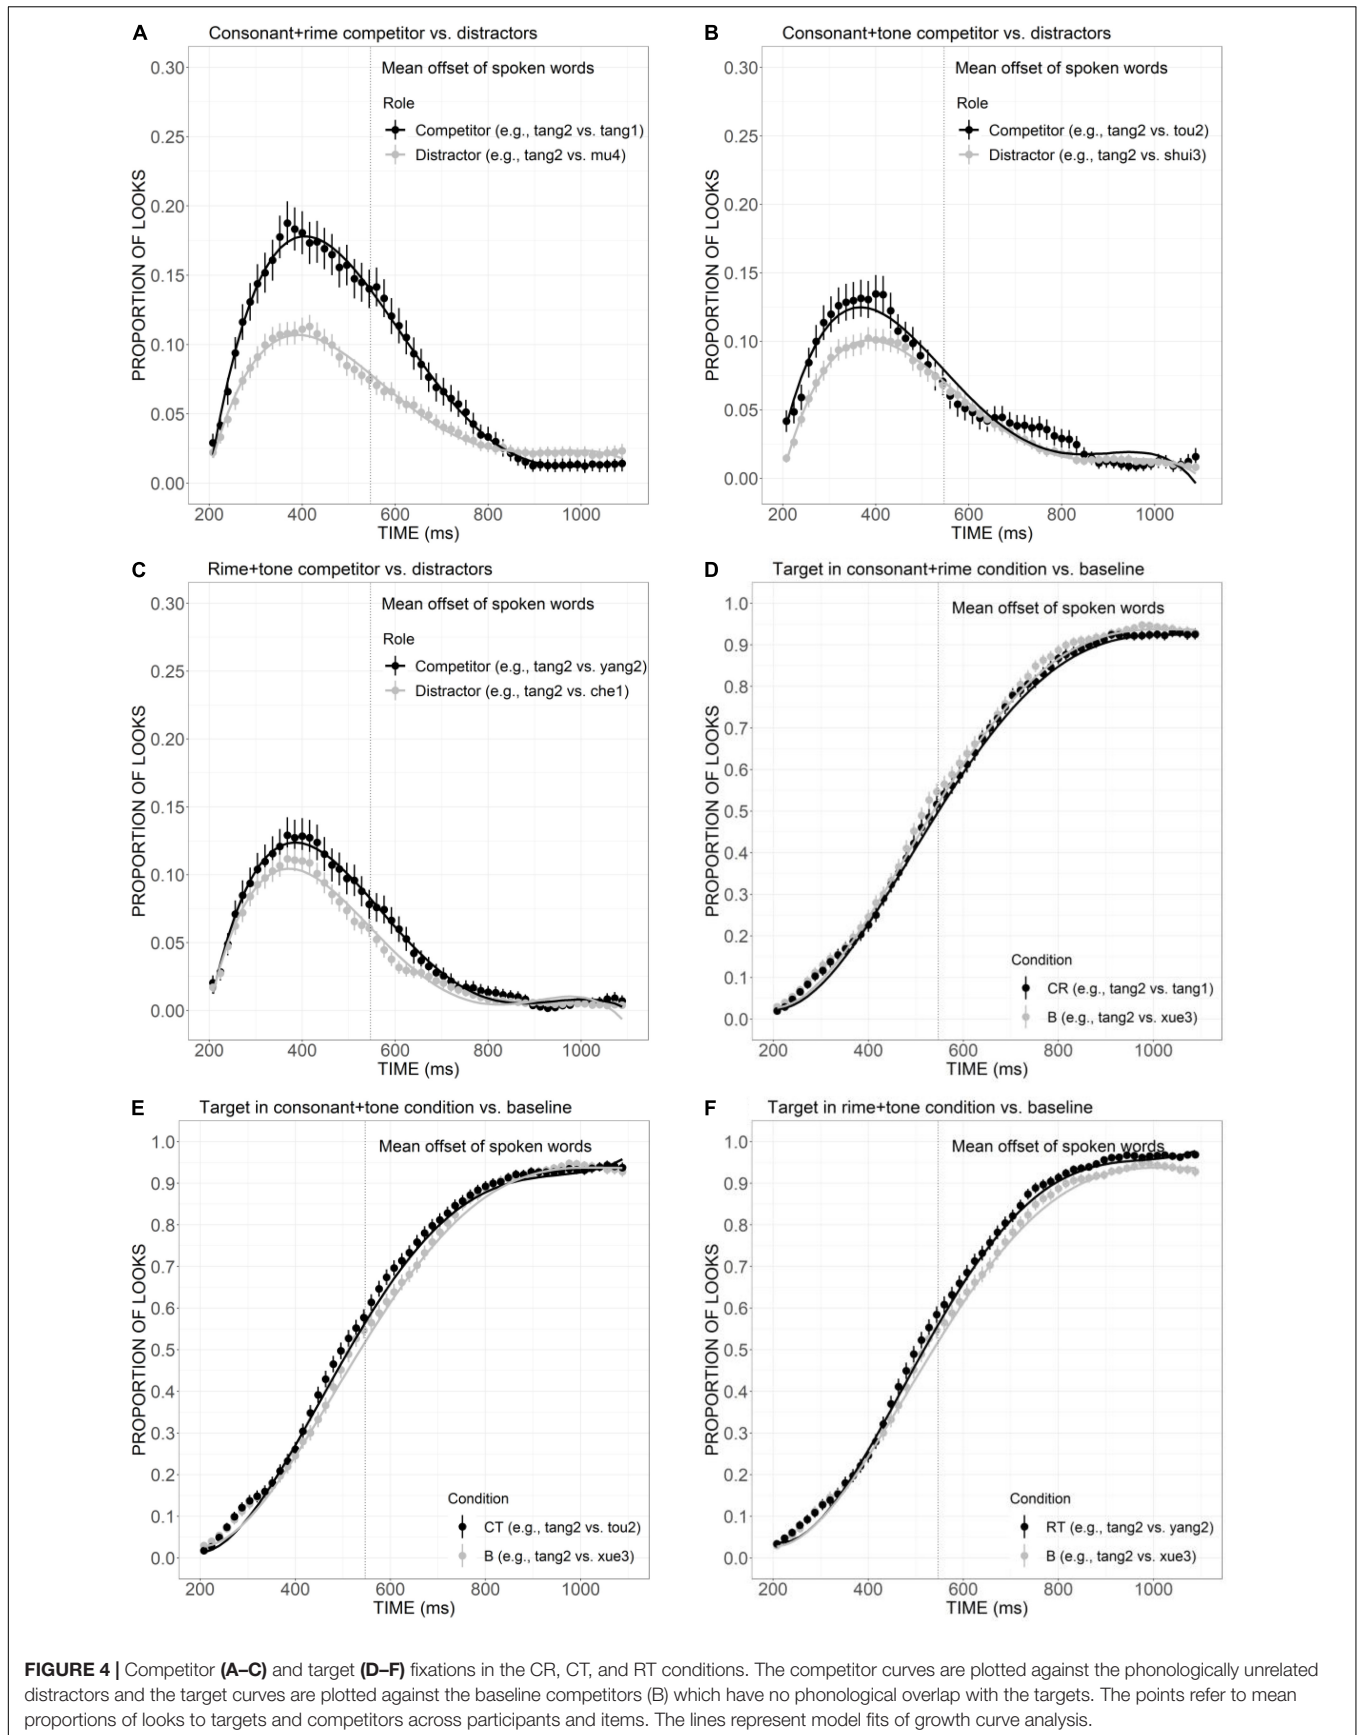 A Consonant+rime competitor vs. distractors
PROPORTION OF LOOKS
0.30
0.25
0.20
0.15
0.10
0.05
0.00
Mean offset of spoken words
Role
Competitor (e.g., tang2 vs. tang1)
Distractor (e.g., tang2 vs. mu4)
200 400 600 800 1000
TIME (ms)
B Consonant+tone competitor vs. distractors
PROPORTION OF LOOKS
0.30
0.25
0.20
0.15
0.10
0.05
0.00
Mean offset of spoken words
Role
Competitor (e.g., tang2 vs. tou2)
Distractor (e.g., tang2 vs. shui3)
200 400 600 800 1000
TIME (ms)
C Rime+tone competitor vs. distractors
PROPORTION OF LOOKS
0.30
0.25
0.20
0.15
0.10
0.05
0.00
Mean offset of spoken words
Role
Competitor (e.g., tang2 vs. yang2)
Distractor (e.g., tang2 vs. che1)
200 400 600 800 1000
TIME (ms)
D Target in consonant+rime condition vs. baseline
PROPORTION OF LOOKS
1.0
0.9
0.8
0.7
0.6
0.5
0.4
0.3
0.2
0.1
0.0
Mean offset of spoken words
Condition
CR (e.g., tang2 vs. tang1)
B (e.g., tang2 vs. xue3)
200 400 600 800 1000
TIME (ms)
E Target in consonant+tone condition vs. baseline
PROPORTION OF LOOKS
1.0
0.9
0.8
0.7
0.6
0.5
0.4
0.3
0.2
0.1
0.0
Mean offset of spoken words
Condition
CT (e.g., tang2 vs. tou2)
B (e.g., tang2 vs. xue3)
200 400 600 800 1000
TIME (ms)
F Target in rime+tone condition vs. baseline
PROPORTION OF LOOKS
1.0
0.9
0.8
0.7
0.6
0.5
0.4
0.3
0.2
0.1
0.0
Mean offset of spoken words
Condition
RT (e.g., tang2 vs. yang2)
B (e.g., tang2 vs. xue3)
200 400 600 800 1000
TIME (ms)
FIGURE 4 | Competitor (A–C) and target (D–F) fixations in the CR, CT, and RT conditions. The competitor curves are plotted against the phonologically unrelated
distractors and the target curves are plotted against the baseline competitors (B) which have no phonological overlap with the targets. The points refer to mean
proportions of looks to targets and competitors across participants and items. The lines represent model fits of growth curve analysis.